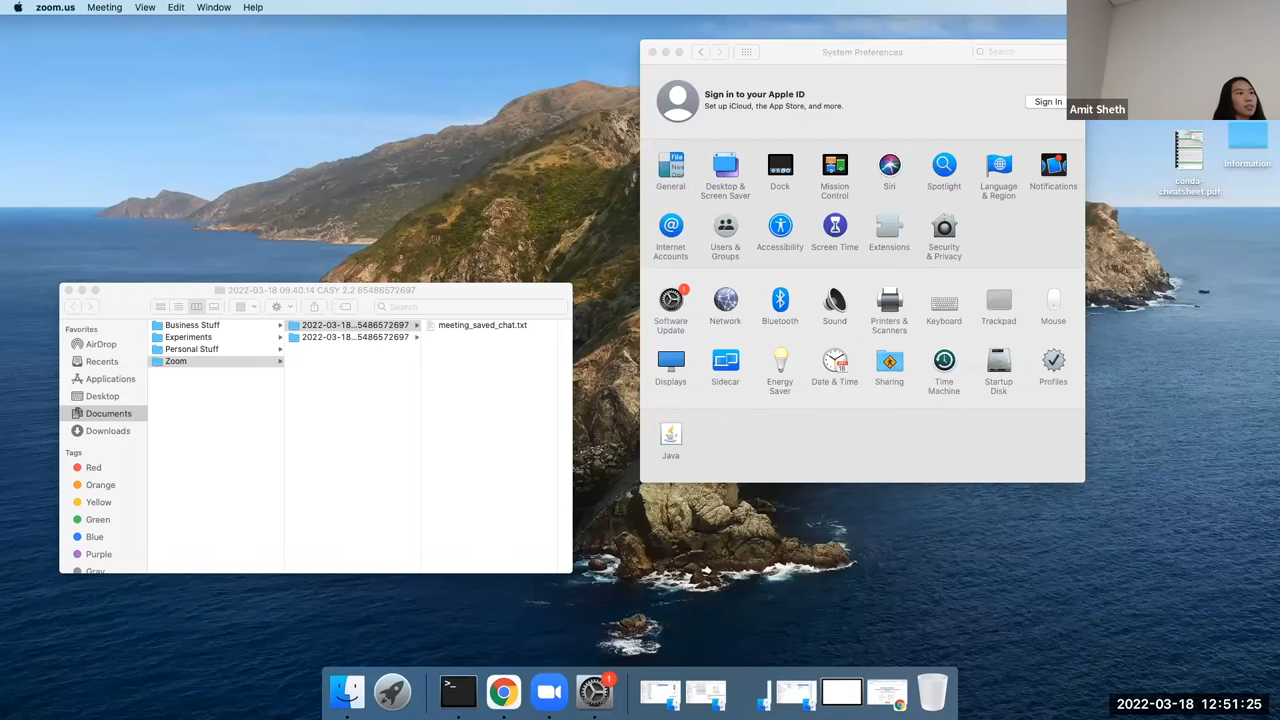 zoom.us Meeting View Edit Window Help
System Preferences
Search
Sign in to your Apple ID
Set up iCloud, the App Store, and more.
Sign In
Amit Sheth
conda-
cheatsheet.pdf
Information
General
Desktop &
Screen Saver
Dock
Mission
Control
Siri
Spotlight
Language
& Region
Notifications
Internet
Accounts
Users &
Groups
Accessibility
Screen Time
Extensions
Security
& Privacy
1
Software
Update
Network
Bluetooth
Sound
Printers &
Scanners
Keyboard
Trackpad
Mouse
Displays
Sidecar
Energy
Saver
Date & Time
Sharing
Time
Machine
Startup
Disk
Profiles
Java
2022-03-18 09.40.14 CASY 2.2 85486572697
Search
Favorites
AirDrop
Recents
Applications
Desktop
Documents
Downloads
Tags
Red
Orange
Yellow
Green
Blue
Purple
Gray
Business Stuff
Experiments
Personal Stuff
Zoom
2022-03-18...5486572697
2022-03-18...5486572697
meeting_saved_chat.txt
1
2022-03-18 12:51:25